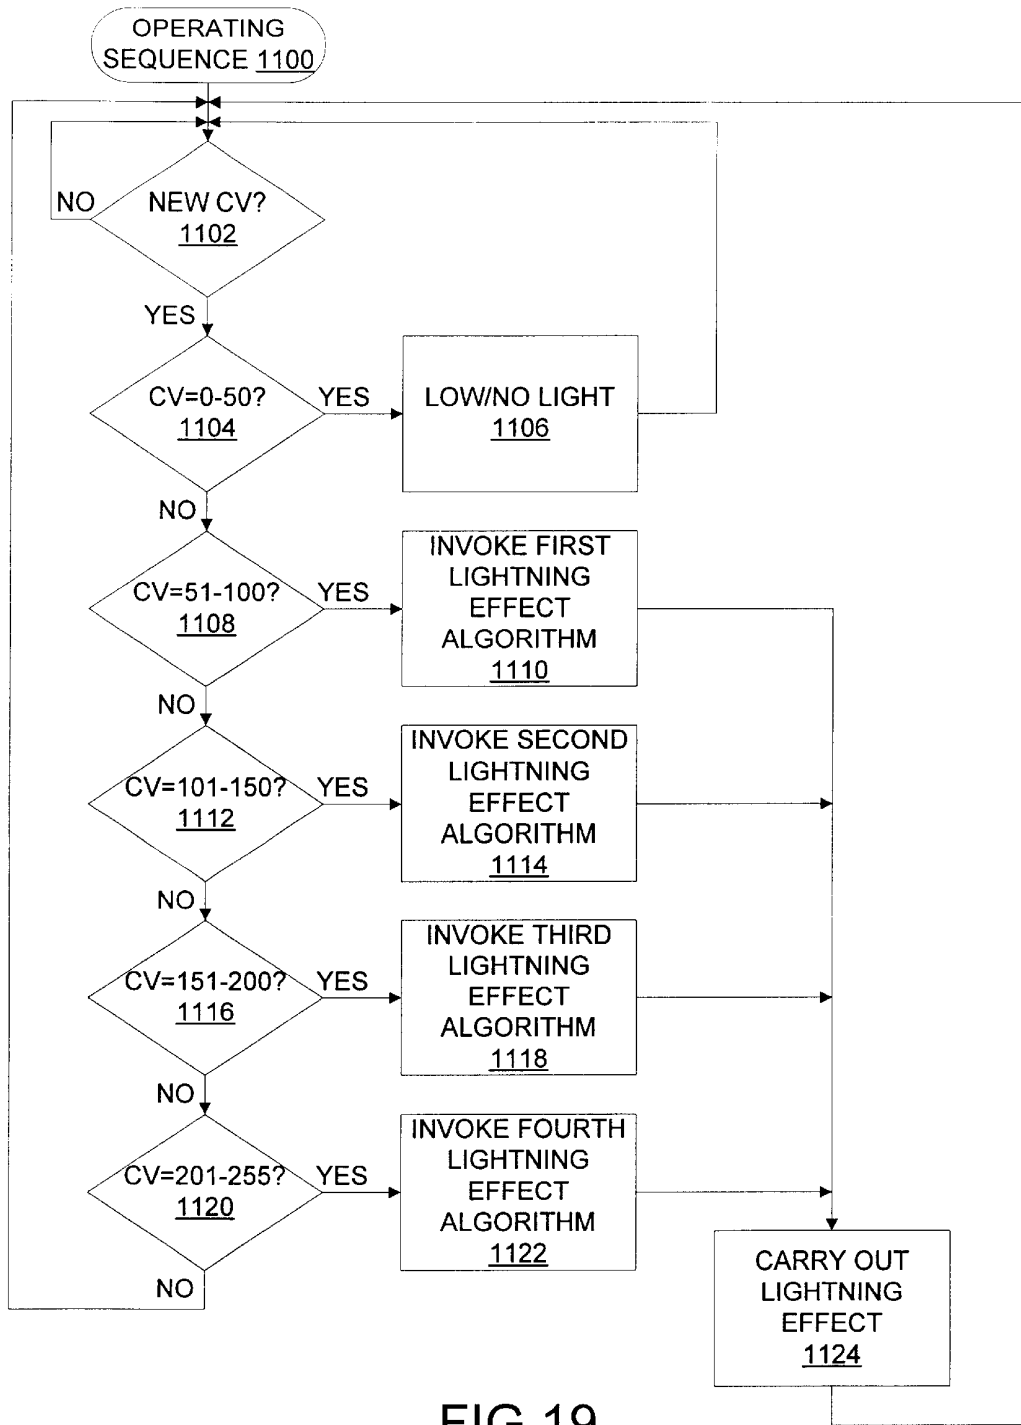 OPERATING
SEQUENCE 1100
NO
NEW CV?
1102
YES
CV=0-50?
1104
YES
LOW/NO LIGHT
1106
NO
CV=51-100?
1108
YES
INVOKE FIRST
LIGHTNING
EFFECT
ALGORITHM
1110
NO
CV=101-150?
1112
YES
INVOKE SECOND
LIGHTNING
EFFECT
ALGORITHM
1114
NO
CV=151-200?
1116
YES
INVOKE THIRD
LIGHTNING
EFFECT
ALGORITHM
1118
NO
CV=201-255?
1120
YES
INVOKE FOURTH
LIGHTNING
EFFECT
ALGORITHM
1122
NO
CARRY OUT
LIGHTNING
EFFECT
1124
FIG 19